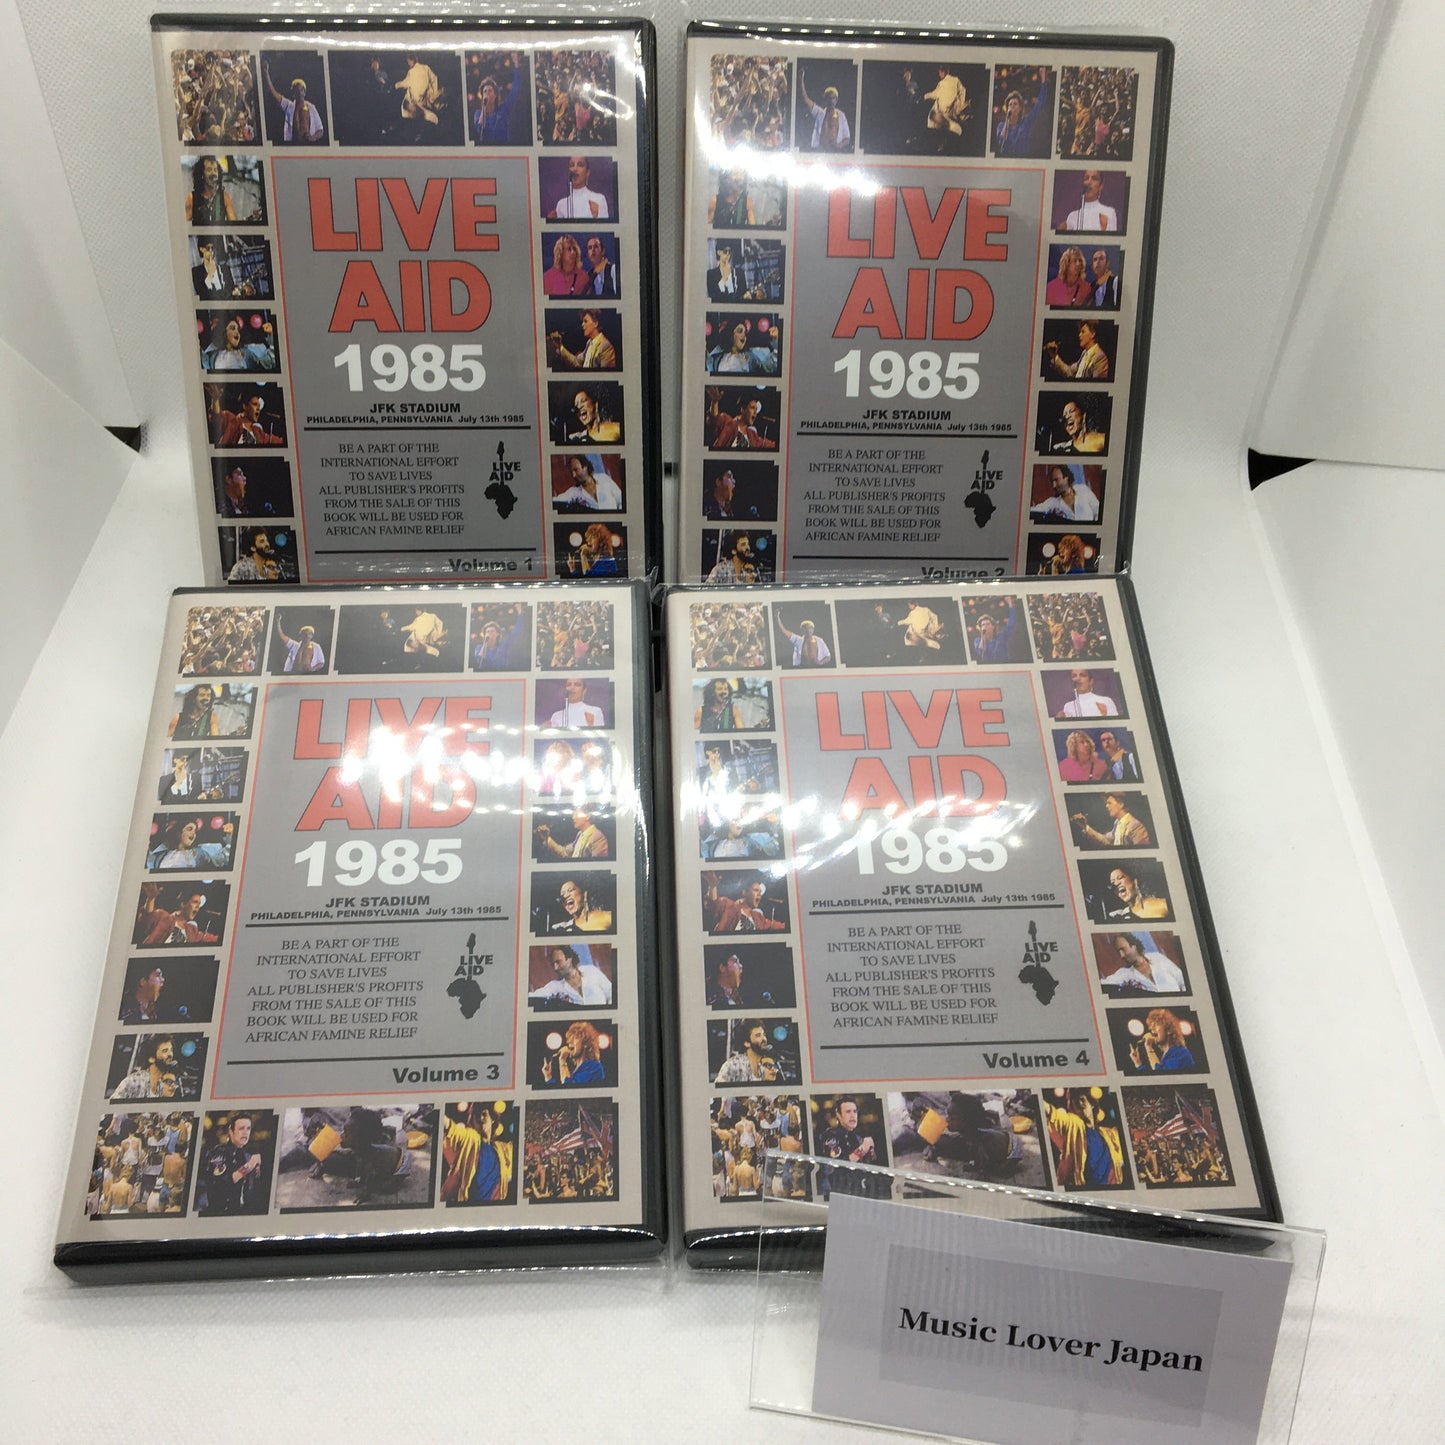 LIVE
AID
1985
JFK STADIUM
PHILADELPHIA, PENNSYLVANIA July 13th 1985
BE A PART OF THE
INTERNATIONAL EFFORT
TO SAVE LIVES
ALL PUBLISHER'S PROFITS
FROM THE SALE OF THIS
BOOK WILL BE USED FOR
AFRICAN FAMINE RELIEF
LIVE
AID
Volume 1
LIVE
AID
1985
JFK STADIUM
PHILADELPHIA, PENNSYLVANIA July 13th 1985
BE A PART OF THE
INTERNATIONAL EFFORT
TO SAVE LIVES
ALL PUBLISHER'S PROFITS
FROM THE SALE OF THIS
BOOK WILL BE USED FOR
AFRICAN FAMINE RELIEF
LIVE
AID
Volume 2
LIVE
AID
1985
JFK STADIUM
PHILADELPHIA, PENNSYLVANIA July 13th 1985
BE A PART OF THE
INTERNATIONAL EFFORT
TO SAVE LIVES
ALL PUBLISHER'S PROFITS
FROM THE SALE OF THIS
BOOK WILL BE USED FOR
AFRICAN FAMINE RELIEF
LIVE
AID
Volume 3
LIVE
AID
1985
JFK STADIUM
PHILADELPHIA, PENNSYLVANIA July 13th 1985
BE A PART OF THE
INTERNATIONAL EFFORT
TO SAVE LIVES
ALL PUBLISHER'S PROFITS
FROM THE SALE OF THIS
BOOK WILL BE USED FOR
AFRICAN FAMINE RELIEF
LIVE
AID
Volume 4
Music Lover Japan